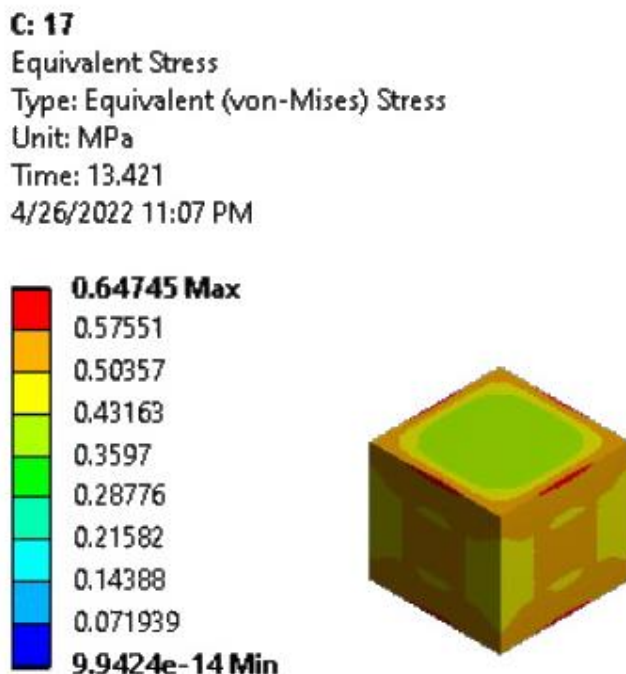 C: 17
Equivalent Stress
Type: Equivalent (von-Mises) Stress
Unit: MPa
Time: 13.421
4/26/2022 11:07 PM
0.64745 Max
0.57551
0.50357
0.43163
0.3597
0.28776
0.21582
0.14388
0.071939
9.9424e-14 Min